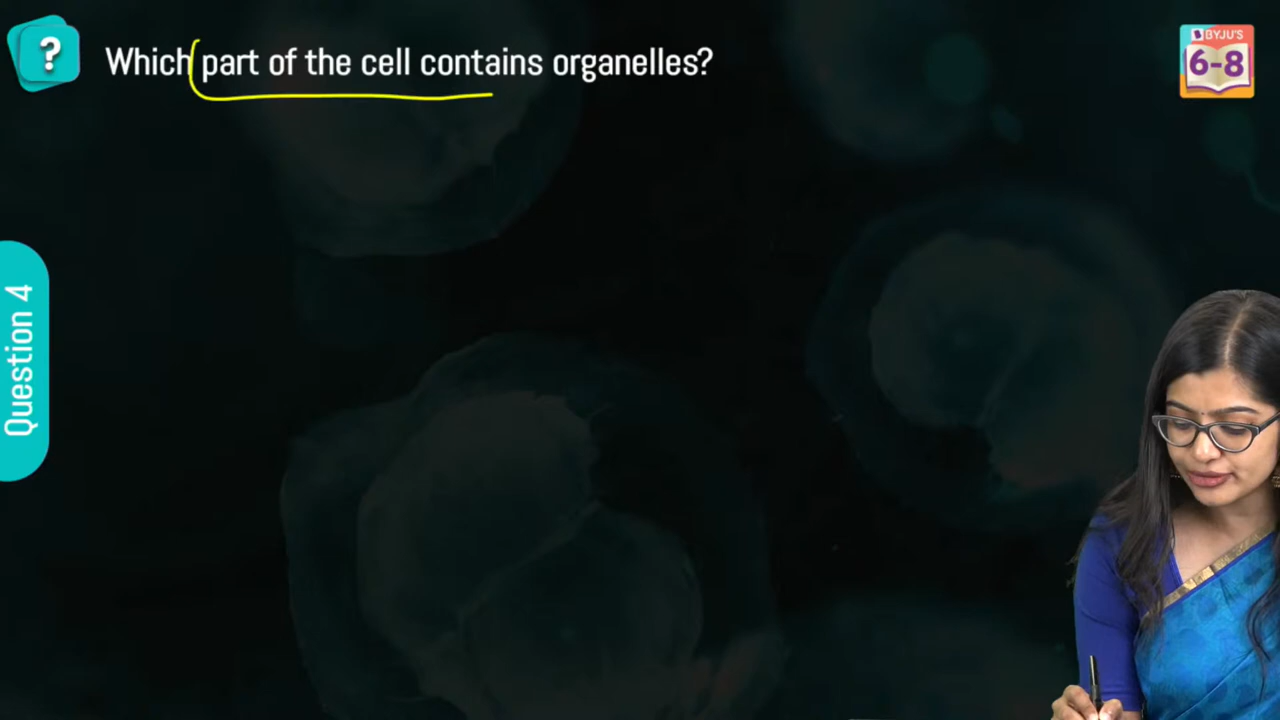 ? Which part of the cell contains organelles?
BYJU'S
6-8
Question 4